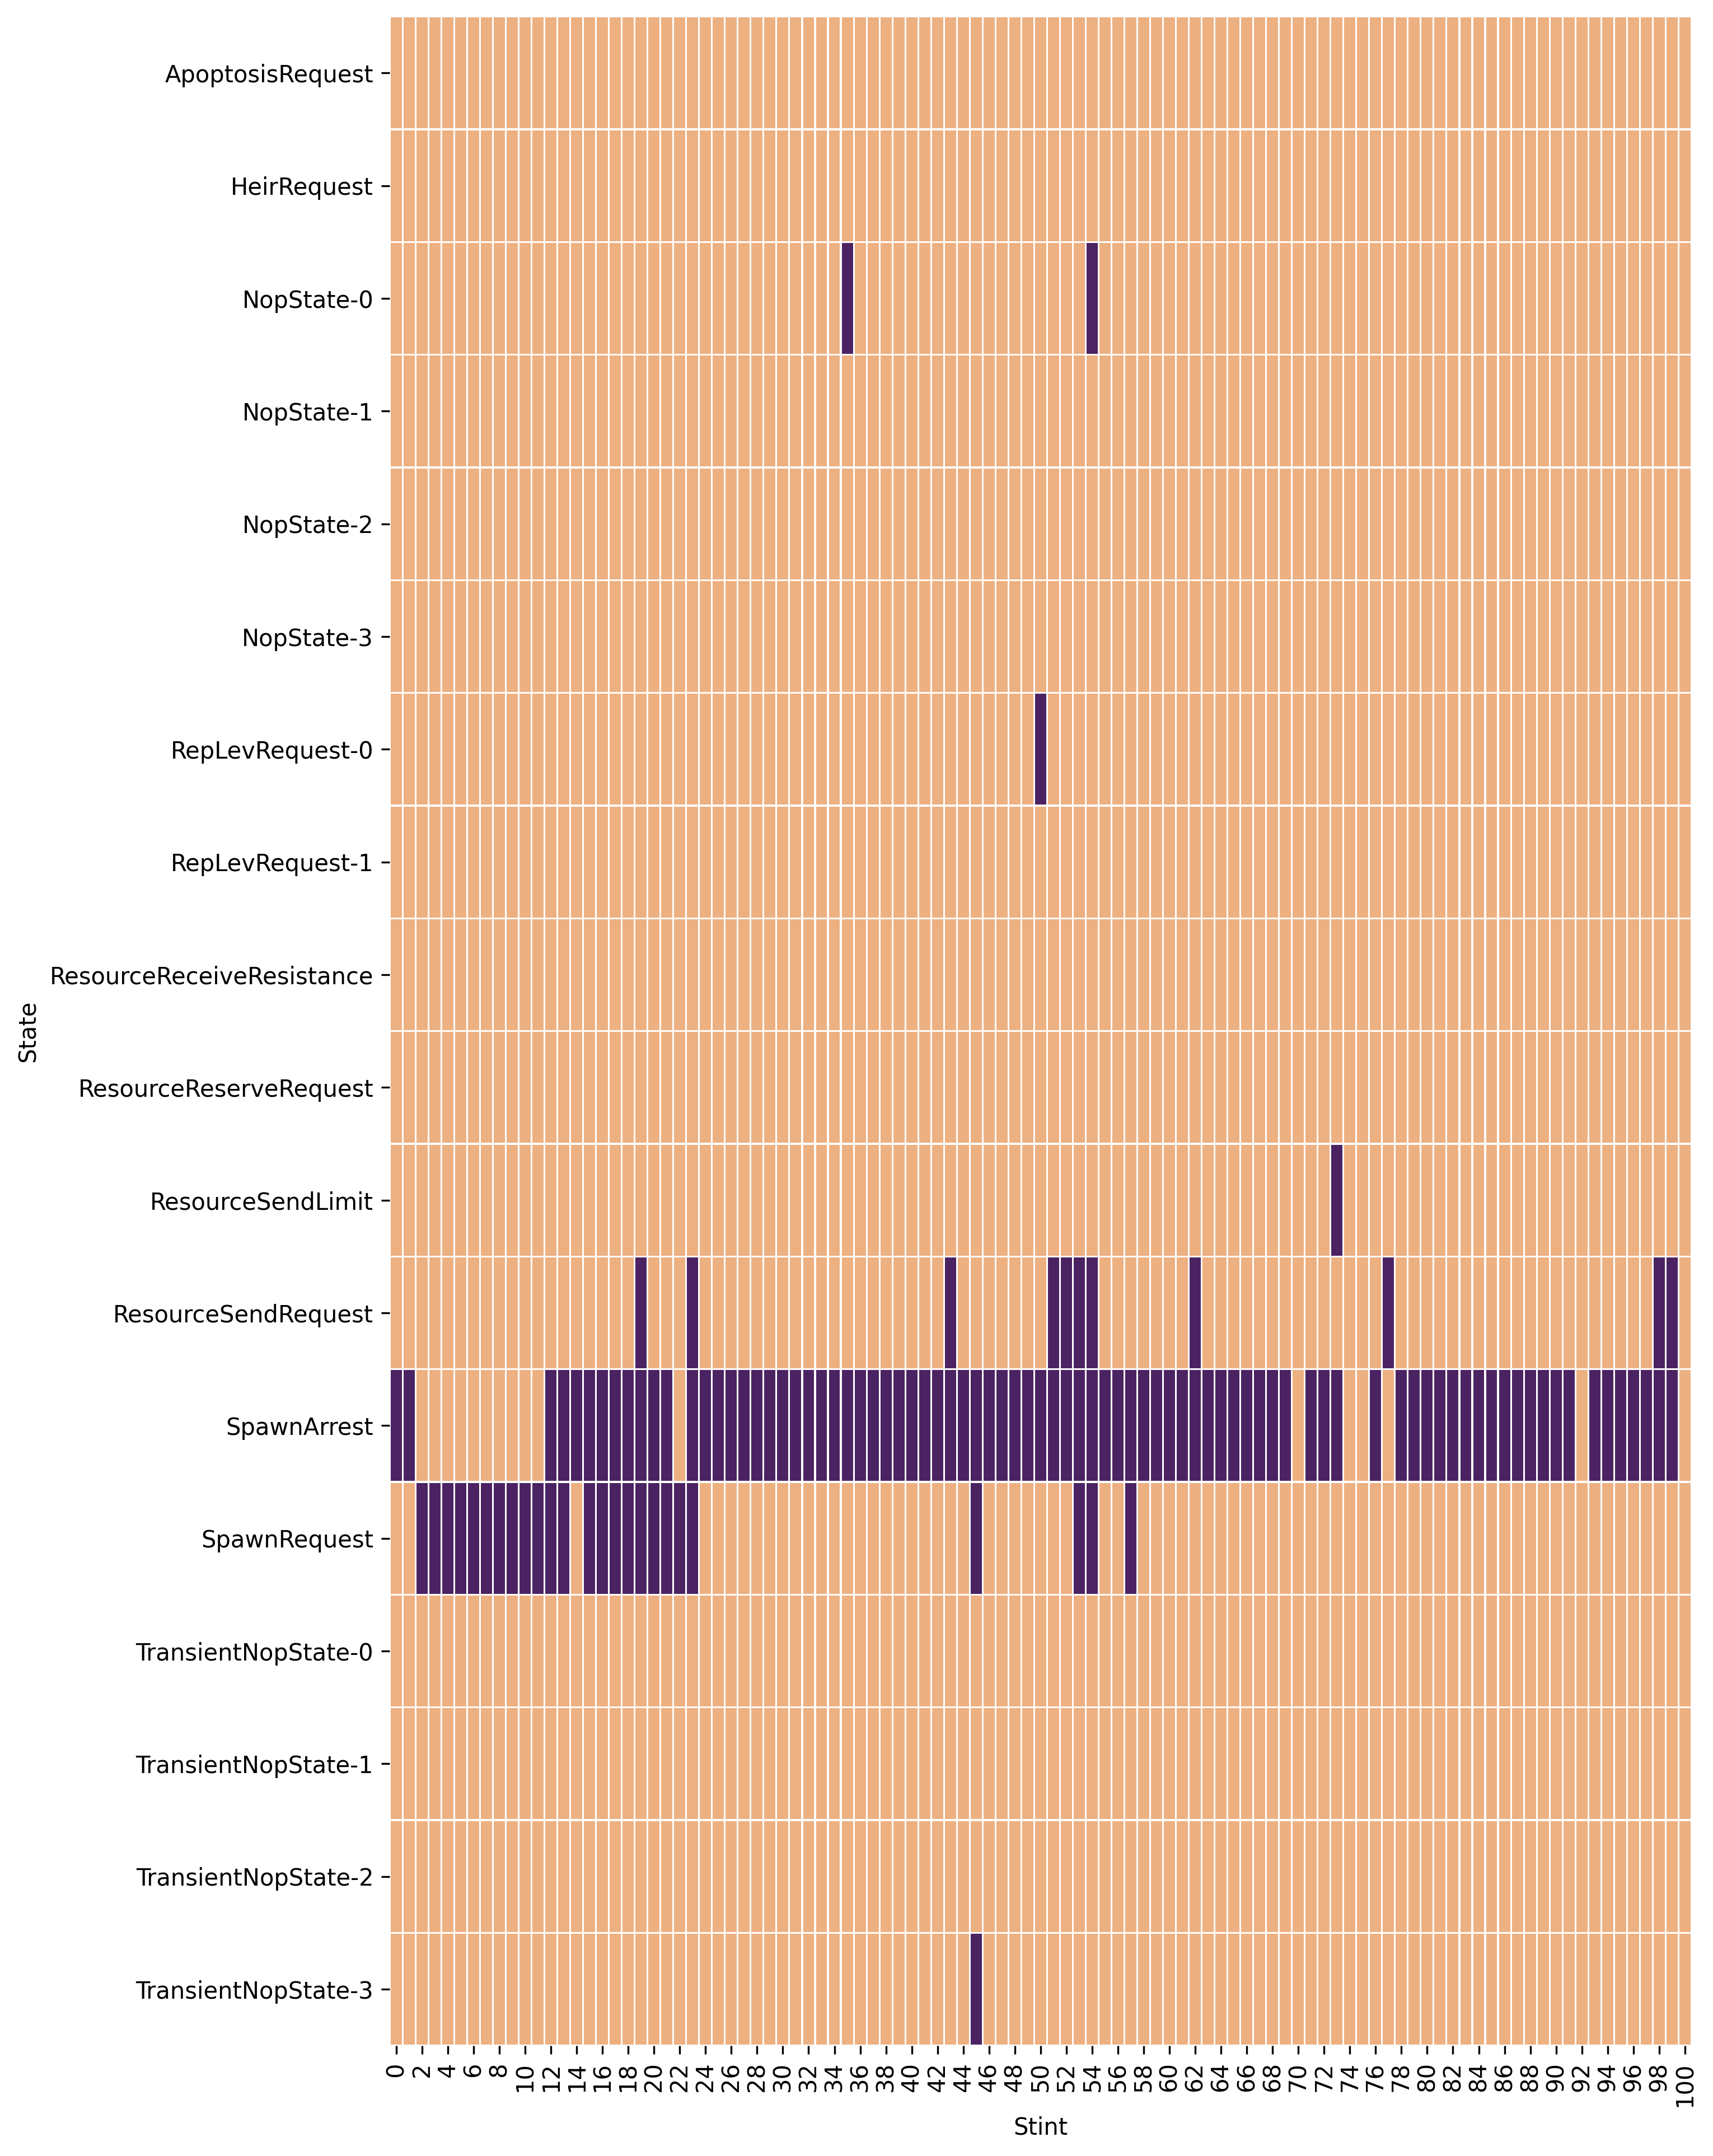 ApoptosisRequest
HeirRequest
NopState-0
NopState-1
NopState-2
NopState-3
RepLevRequest-0
RepLevRequest-1
ResourceReceiveResistance
ResourceReserveRequest
ResourceSendLimit
ResourceSendRequest
SpawnArrest
SpawnRequest
TransientNopState-0
TransientNopState-1
TransientNopState-2
TransientNopState-3
State
0 2 4 6 8 10 12 14 16 18 20 22 24 26 28 30 32 34 36 38 40 42 44 46 48 50 52 54 56 58 60 62 64 66 68 70 72 74 76 78 80 82 84 86 88 90 92 94 96 98 100
Stint